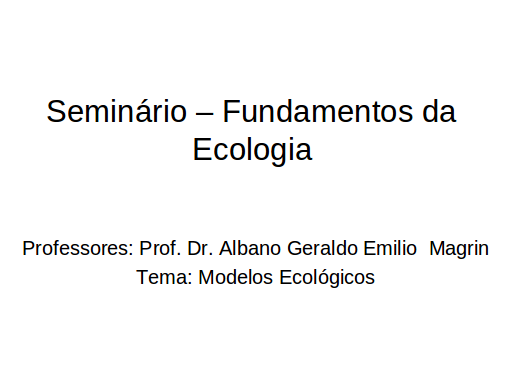 Seminário – Fundamentos da
Ecologia
Professores: Prof. Dr. Albano Geraldo Emilio  Magrin
Tema: Modelos Ecológicos